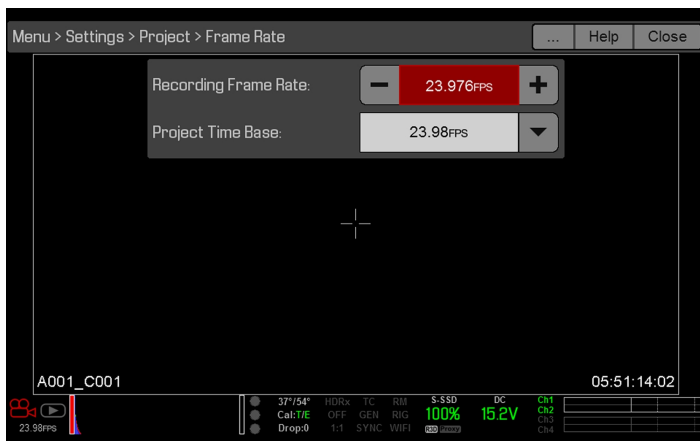 Menu > Settings > Project > Frame Rate
...
Help
Close
Recording Frame Rate:
23.976FPS
Project Time Base:
23.98FPS
A001_C001
05:51:14:02
23.98FPS
37°/54° HDRx TC RM S-SSD DC Ch1
Cal:T/E OFF GEN RIG 100% 15.2V Ch2
Drop:0 1:1 SYNC WIFI R3D Proxy Ch3
Ch4